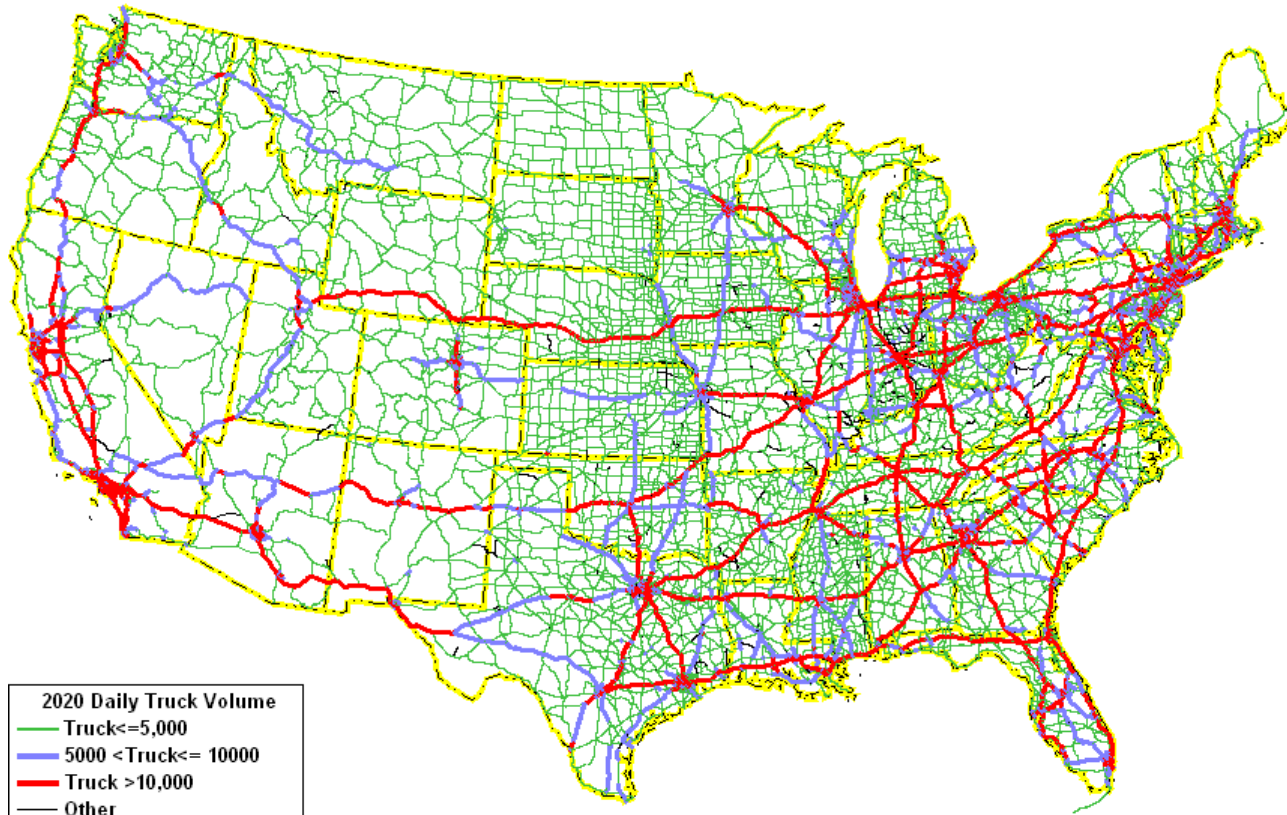 2020 Daily Truck Volume
Truck<=5,000
5000 <Truck<= 10000
Truck >10,000
Other